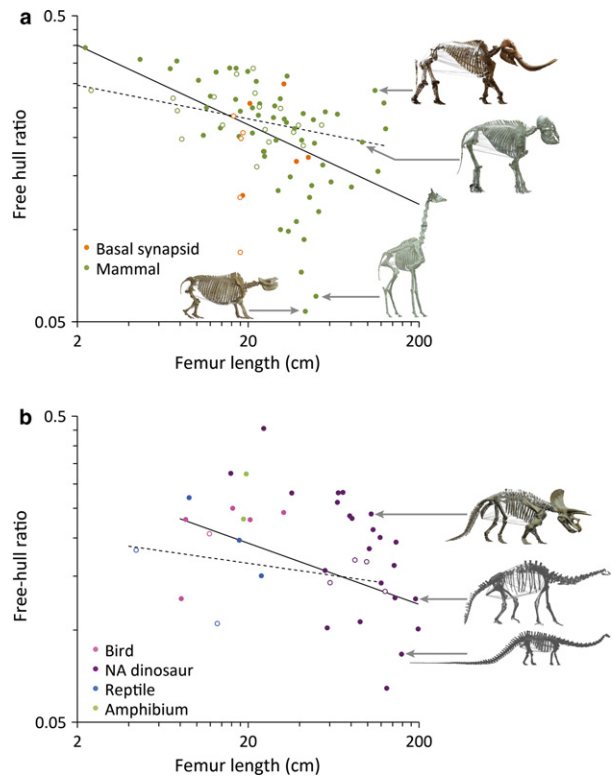 a
0.5
Free hull ratio
Basal synapsid
Mammal
0.05
2
20
200
Femur length (cm)
b
0.5
Free-hull ratio
Bird
NA dinosaur
Reptile
Amphibium
0.05
2
20
200
Femur length (cm)